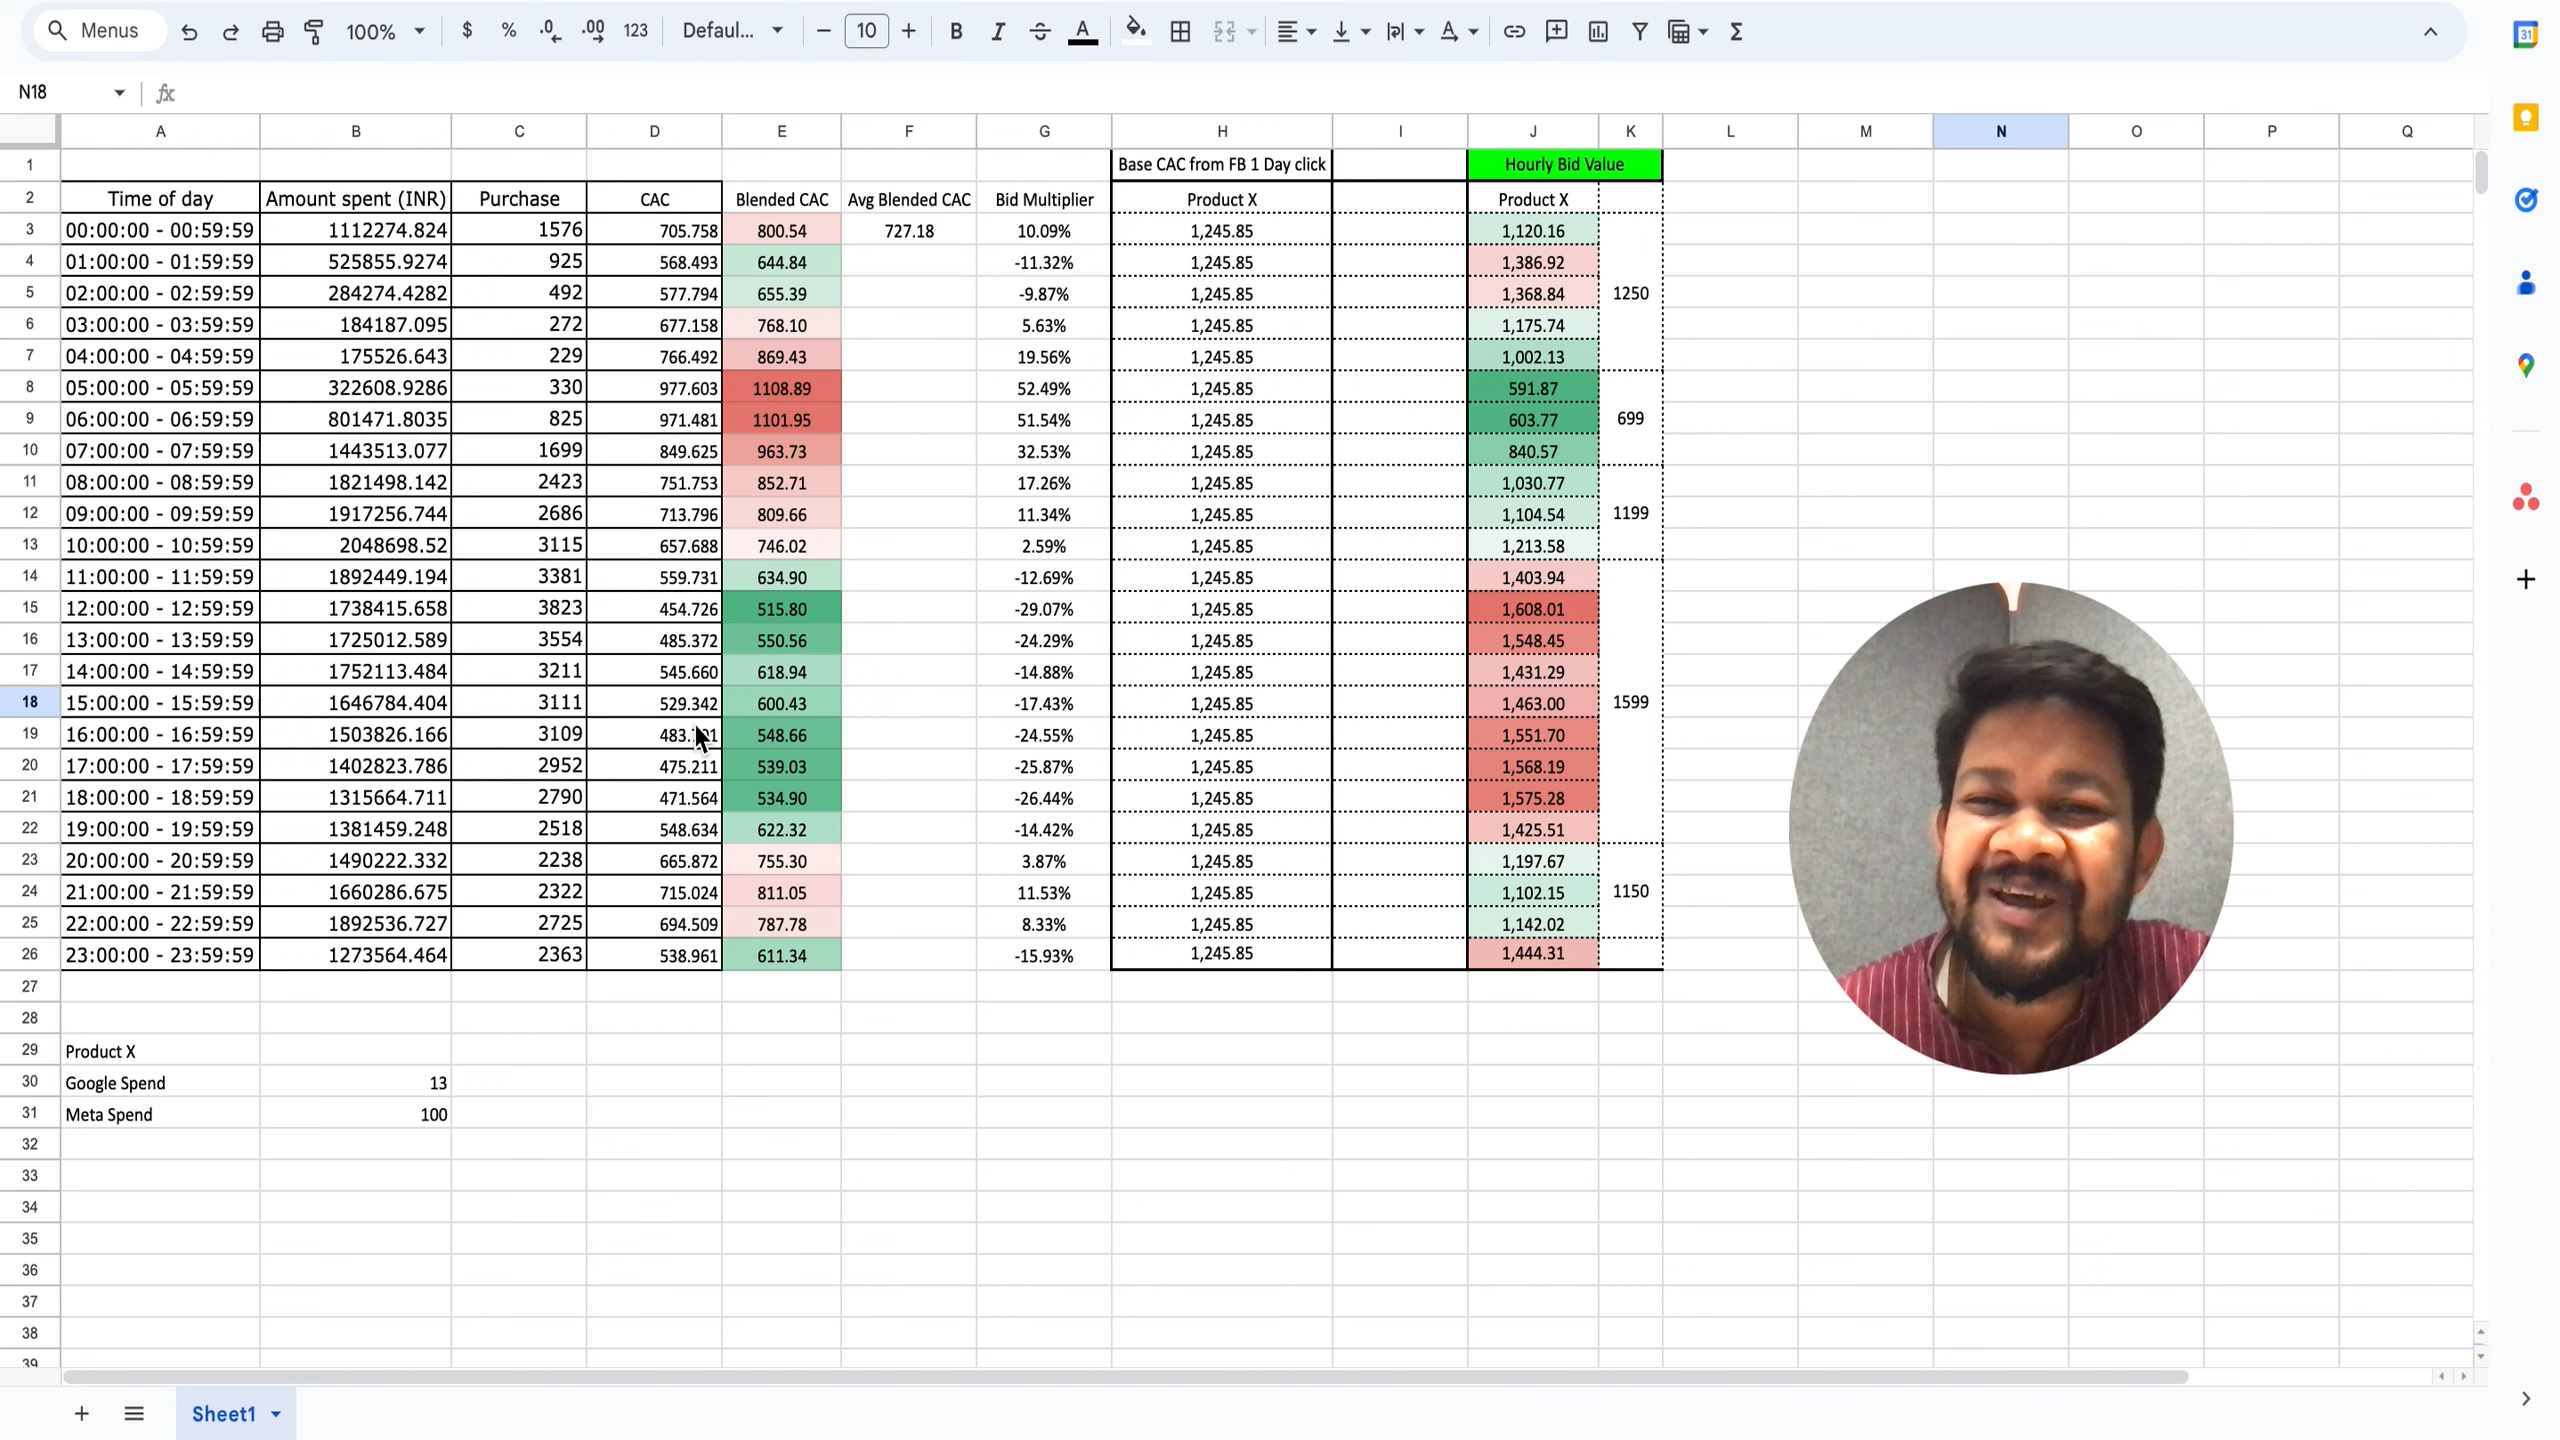 Menus 100% $ % .0 .00 123 Defaul... 10 B I A Σ
31
N18 fx
A B C D E F G H I J K L M N O P Q
1 Base CAC from FB 1 Day click Hourly Bid Value
2 Time of day Amount spent (INR) Purchase CAC Blended CAC Avg Blended CAC Bid Multiplier Product X Product X
3 00:00:00 - 00:59:59 1112274.824 1576 705.758 800.54 727.18 10.09% 1,245.85 1,120.16
4 01:00:00 - 01:59:59 525855.9274 925 568.493 644.84 -11.32% 1,245.85 1,386.92
5 02:00:00 - 02:59:59 284274.4282 492 577.794 655.39 -9.87% 1,245.85 1,368.84 1250
6 03:00:00 - 03:59:59 184187.095 272 677.158 768.10 5.63% 1,245.85 1,175.74
7 04:00:00 - 04:59:59 175526.643 229 766.492 869.43 19.56% 1,245.85 1,002.13
8 05:00:00 - 05:59:59 322608.9286 330 977.603 1108.89 52.49% 1,245.85 591.87
9 06:00:00 - 06:59:59 801471.8035 825 971.481 1101.95 51.54% 1,245.85 603.77 699
10 07:00:00 - 07:59:59 1443513.077 1699 849.625 963.73 32.53% 1,245.85 840.57
11 08:00:00 - 08:59:59 1821498.142 2423 751.753 852.71 17.26% 1,245.85 1,030.77
12 09:00:00 - 09:59:59 1917256.744 2686 713.796 809.66 11.34% 1,245.85 1,104.54 1199
13 10:00:00 - 10:59:59 2048698.52 3115 657.688 746.02 2.59% 1,245.85 1,213.58
14 11:00:00 - 11:59:59 1892449.194 3381 559.731 634.90 -12.69% 1,245.85 1,403.94
15 12:00:00 - 12:59:59 1738415.658 3823 454.726 515.80 -29.07% 1,245.85 1,608.01
16 13:00:00 - 13:59:59 1725012.589 3554 485.372 550.56 -24.29% 1,245.85 1,548.45
17 14:00:00 - 14:59:59 1752113.484 3211 545.660 618.94 -14.88% 1,245.85 1,431.29
18 15:00:00 - 15:59:59 1646784.404 3111 529.342 600.43 -17.43% 1,245.85 1,463.00 1599
19 16:00:00 - 16:59:59 1503826.166 3109 548.66 -24.55% 1,245.85 1,551.70
20 17:00:00 - 17:59:59 1402823.786 2952 475.211 539.03 -25.87% 1,245.85 1,568.19
21 18:00:00 - 18:59:59 1315664.711 2790 471.564 534.90 -26.44% 1,245.85 1,575.28
22 19:00:00 - 19:59:59 1381459.248 2518 548.634 622.32 -14.42% 1,245.85 1,425.51
23 20:00:00 - 20:59:59 1490222.332 2238 665.872 755.30 3.87% 1,245.85 1,197.67
24 21:00:00 - 21:59:59 1660286.675 2322 715.024 811.05 11.53% 1,245.85 1,102.15 1150
25 22:00:00 - 22:59:59 1892536.727 2725 694.509 787.78 8.33% 1,245.85 1,142.02
26 23:00:00 - 23:59:59 1273564.464 2363 538.961 611.34 -15.93% 1,245.85 1,444.31
27
28
29 Product X
30 Google Spend 13
31 Meta Spend 100
32
33
34
35
36
37
38
39
Sheet1